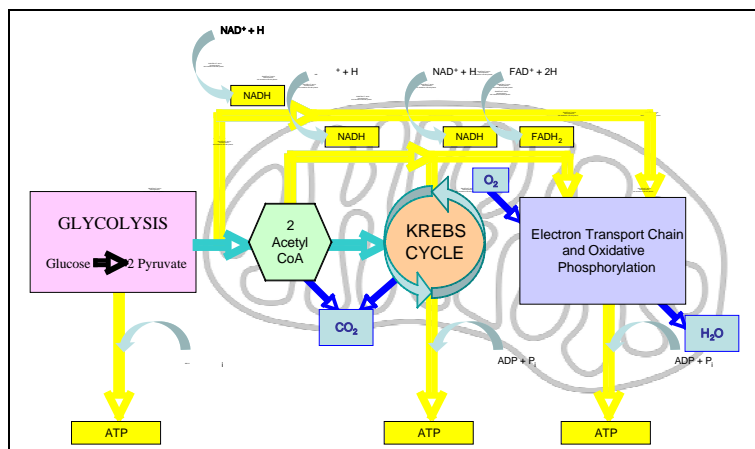 NAD⁺ + H
⁺ + H
NAD⁺ + H
FAD⁺ + 2H
NADH
NADH
NADH
FADH₂
O₂
GLYCOLYSIS
Glucose
2 Pyruvate
2
Acetyl
CoA
KREBS
CYCLE
Electron Transport Chain
and Oxidative
Phosphorylation
CO₂
H₂O
i
ADP + Pᵢ
ADP + Pᵢ
ATP
ATP
ATP